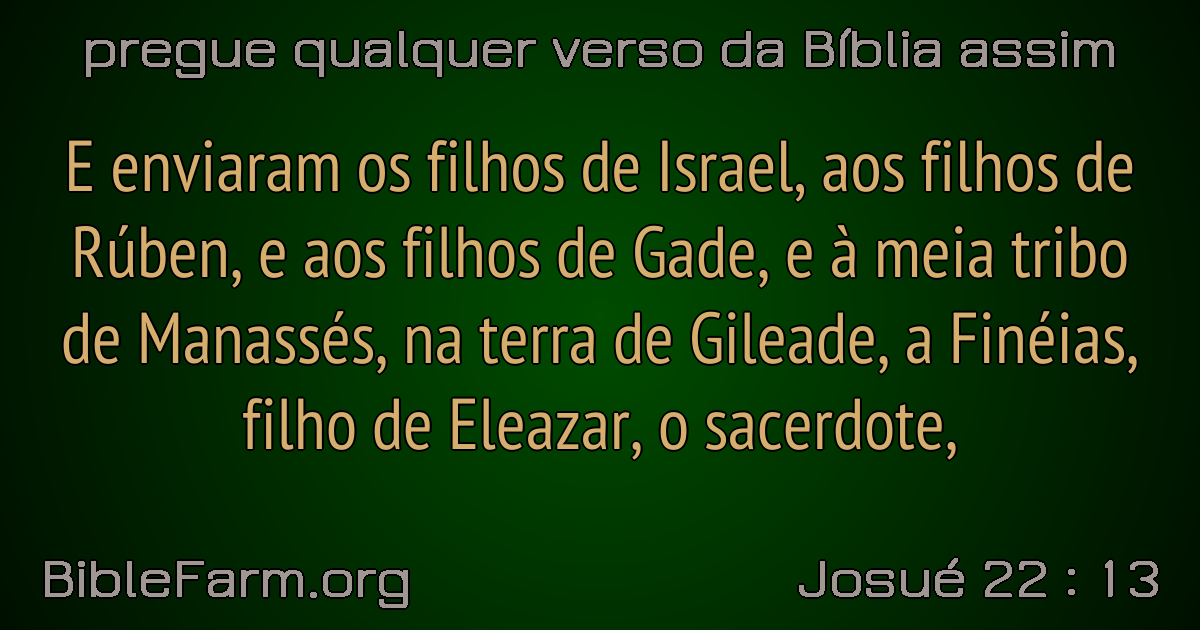 pregue qualquer verso da Bíblia assim
E enviaram os filhos de Israel, aos filhos de
Rúben, e aos filhos de Gade, e à meia tribo
de Manassés, na terra de Gileade, a Finéias,
filho de Eleazar, o sacerdote,
BibleFarm.org
Josué 22 : 13